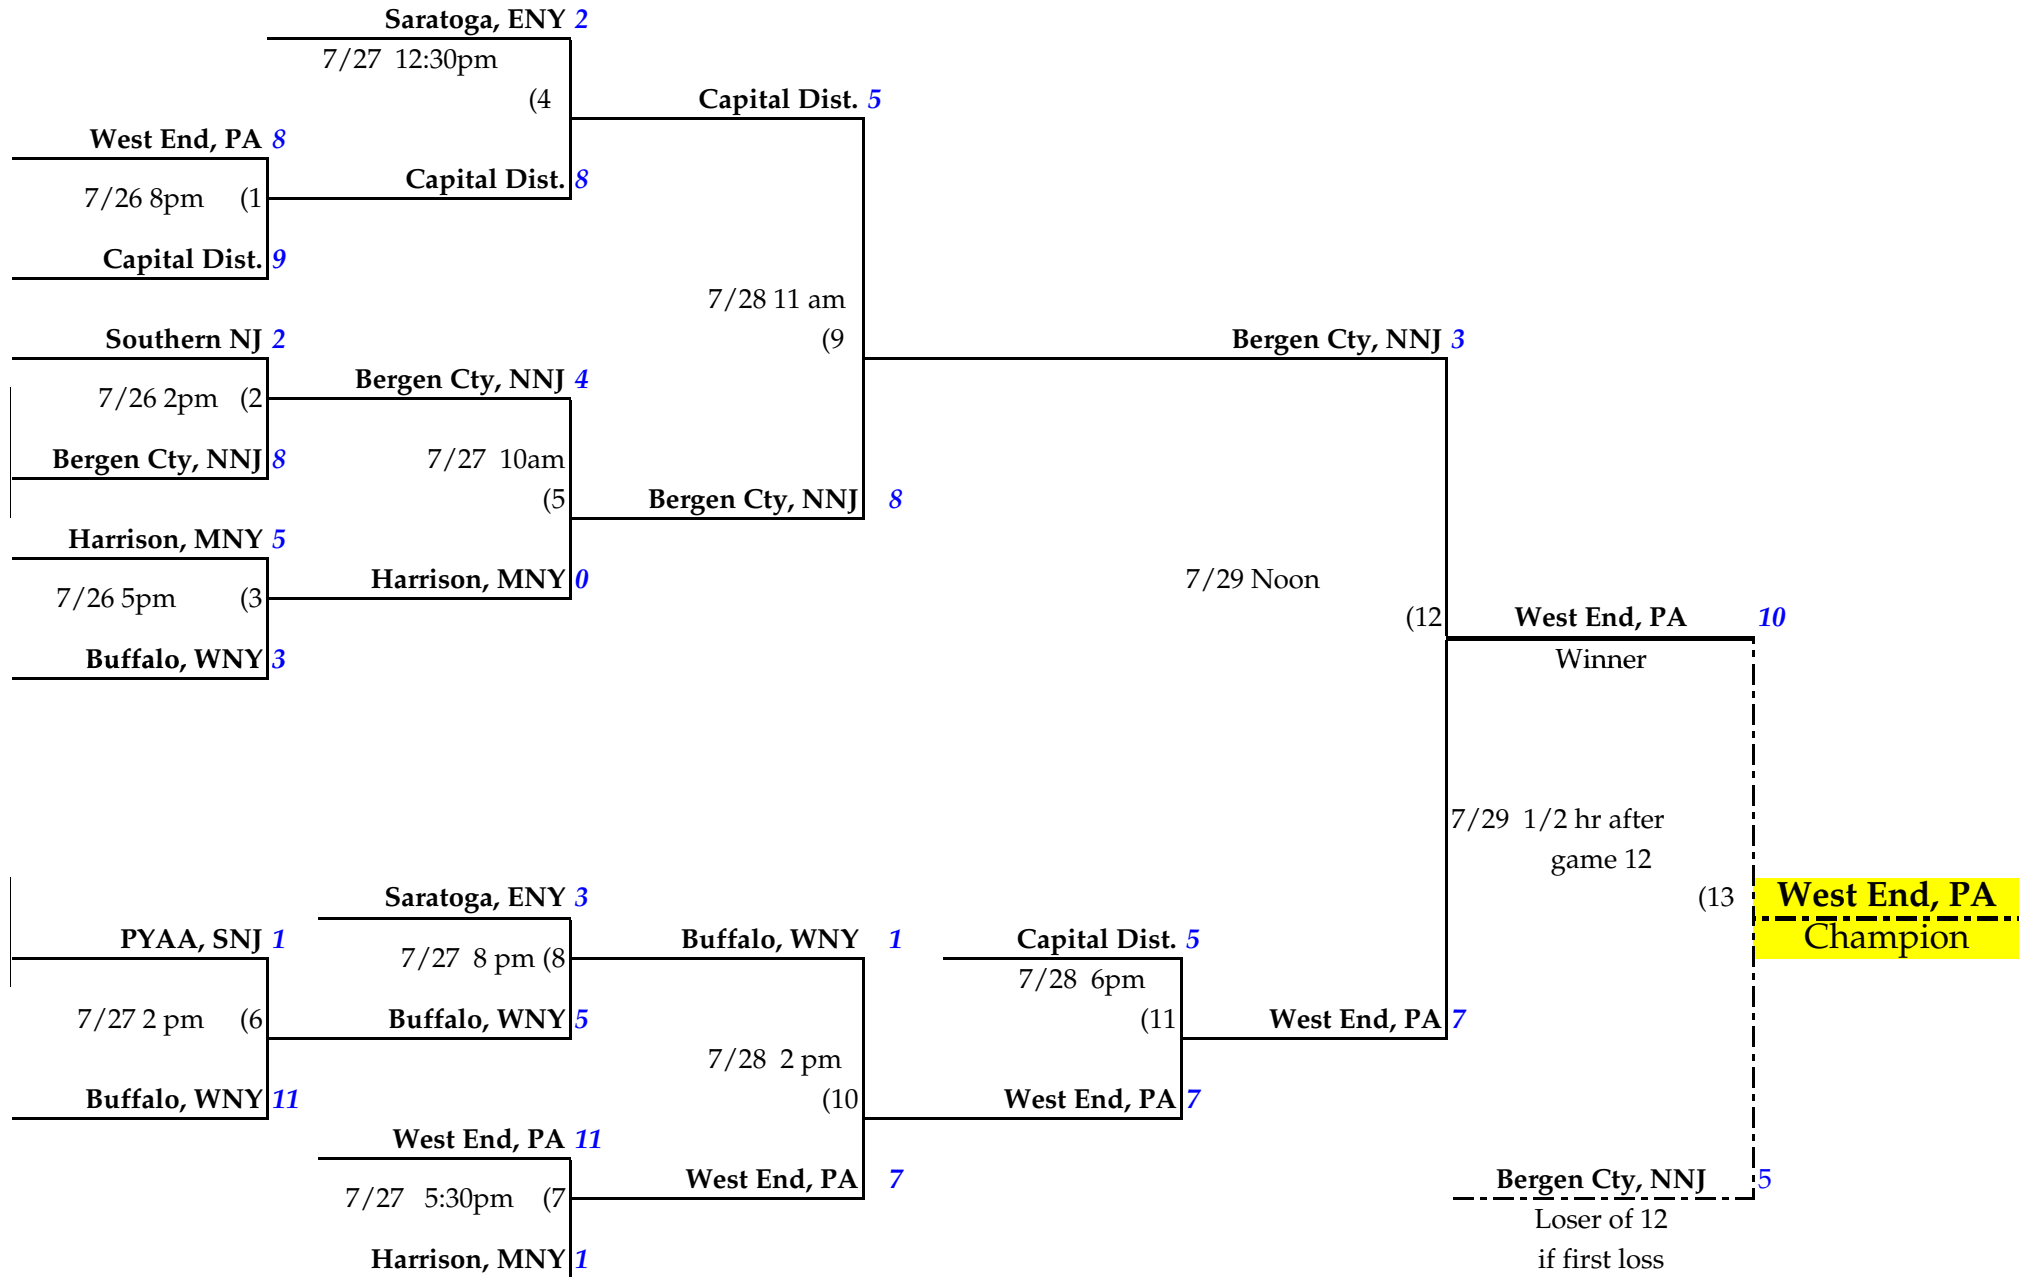 Saratoga, ENY 2
7/27 12:30pm
(4
Capital Dist. 5
West End, PA 8
Capital Dist. 8
7/26 8pm (1
Capital Dist. 9
7/28 11 am
Southern NJ 2
(9
Bergen Cty, NNJ 3
Bergen Cty, NNJ 4
7/26 2pm (2
Bergen Cty, NNJ 8
7/27 10am
(5
Bergen Cty, NNJ 8
Harrison, MNY 5
Harrison, MNY 0
7/29 Noon
7/26 5pm (3
(12
West End, PA 10
Buffalo, WNY 3
Winner
7/29 1/2 hr after
game 12
Saratoga, ENY 3
(13
West End, PA
PYAA, SNJ 1
Buffalo, WNY 1
Capital Dist. 5
Champion
7/27 8 pm (8
7/28 6pm
7/27 2 pm (6
Buffalo, WNY 5
(11
West End, PA 7
7/28 2 pm
Buffalo, WNY 11
(10
West End, PA 7
West End, PA 11
West End, PA 7
Bergen Cty, NNJ 5
7/27 5:30pm (7
Loser of 12
Harrison, MNY 1
if first loss